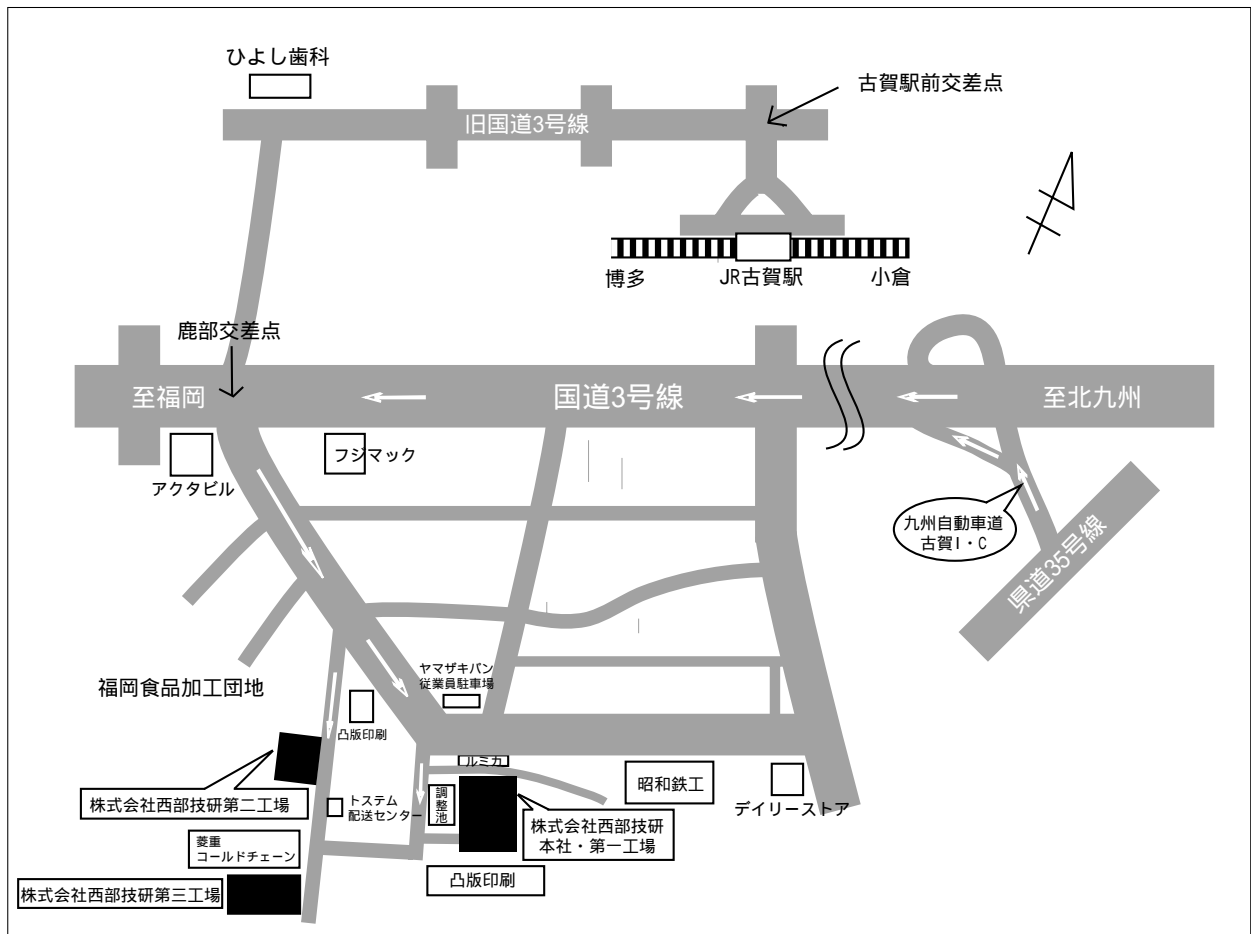 ひよし歯科
古賀駅前交差点
旧国道3号線
博多
JR古賀駅
小倉
鹿部交差点
至福岡
国道3号線
至北九州
フジマック
アクタビル
九州自動車道
古賀I・C
県道35号線
ヤマザキパン
従業員駐車場
福岡食品加工団地
凸版印刷
ルミカ
昭和鉄工
調
整
池
トステム
配送センター
デイリーストア
株式会社西部技研第二工場
株式会社西部技研
本社・第一工場
菱重
コールドチェーン
凸版印刷
株式会社西部技研第三工場